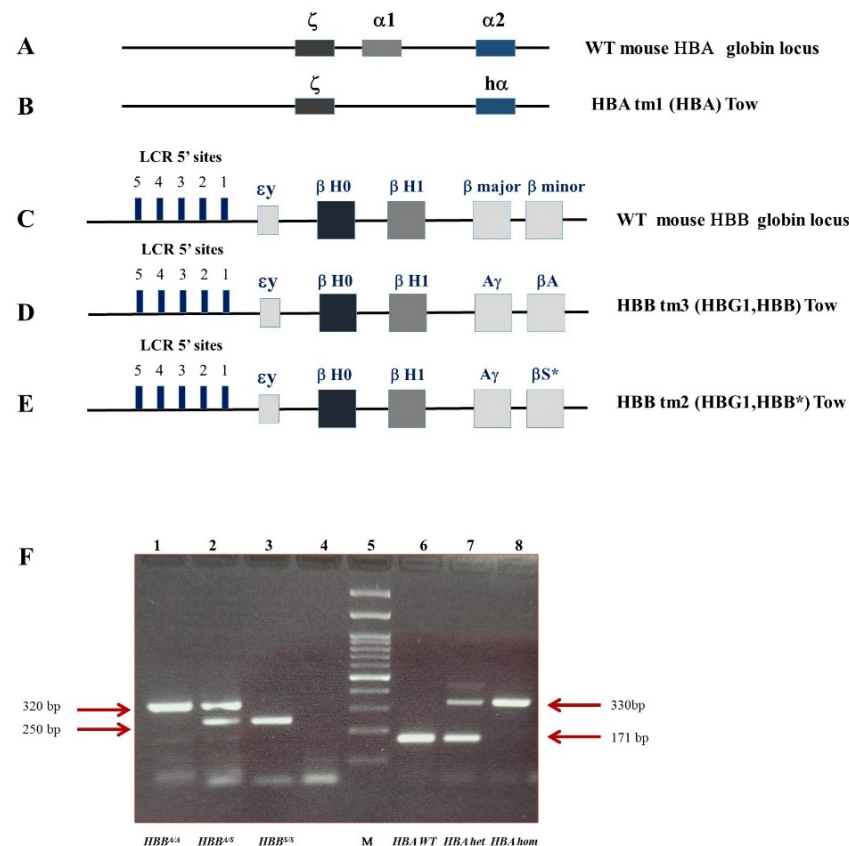 ζ α1 α2
A WT mouse HBA globin locus
ζ hα
B HBA tm1 (HBA) Tow
LCR 5' sites
5 4 3 2 1 εy β H0 β H1 β major β minor
C WT mouse HBB globin locus
LCR 5' sites
5 4 3 2 1 εy β H0 β H1 Aγ βA
D HBB tm3 (HBG1,HBB) Tow
LCR 5' sites
5 4 3 2 1 εy β H0 β H1 Aγ βS*
E HBB tm2 (HBG1,HBB*) Tow
F 1 2 3 4 5 6 7 8
320 bp 330bp
250 bp 171 bp
HBB^A/A HBB^A/S HBB^S/S M HBA WT HBA het HBA hom